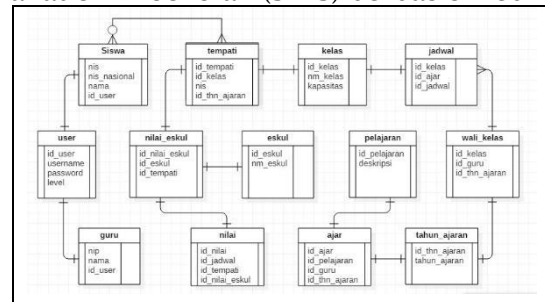 Siswa
nis
nis_nasional
nama
id_user
tempati
id_tempati
id_kelas
nis
id_thn_ajaran
kelas
id_kelas
nm_kelas
kapasitas
jadwal
id_kelas
id_ajar
id_jadwal
user
id_user
username
password
level
nilai_eskul
id_nilai_eskul
id_eskul
id_tempati
eskul
id_eskul
nm_eskul
pelajaran
id_pelajaran
deskripsi
wali_kelas
id_kelas
id_guru
id_thn_ajaran
guru
nip
nama
id_user
nilai
id_nilai
id_jadwal
id_tempati
id_nilai_eskul
ajar
id_ajar
id_pelajaran
id_guru
id_thn_ajaran
tahun_ajaran
id_thn_ajaran
tahun_ajaran